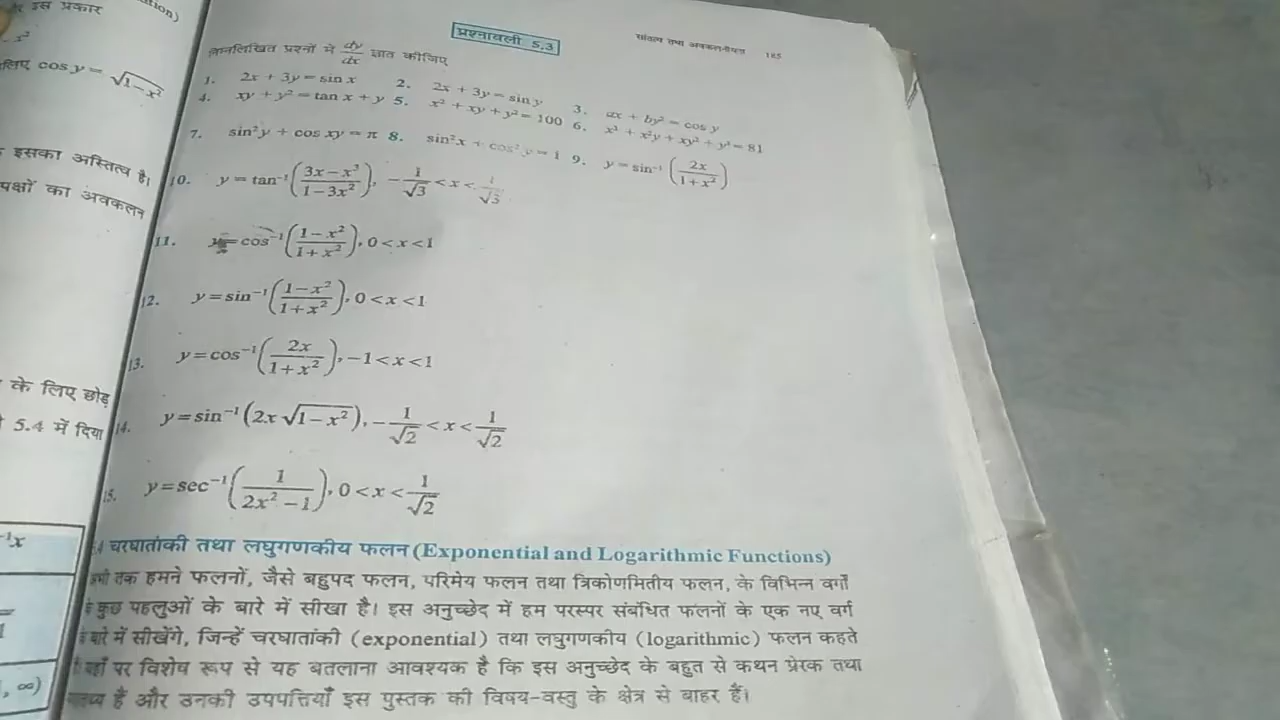 इस प्रकार
लिए cos y = √1-x²
इसका अस्तित्व है।
पक्षों का अवकलन
के लिए छोड़
5.4 में दिया
⁻¹x
, ∞)
सांतत्य तथा अवकलनीयता 185
प्रश्नावली 5.3
निम्नलिखित प्रश्नों में dy/dx ज्ञात कीजिए
1. 2x + 3y = sin x 2. 2x + 3y = sin y 3. ax + by² = cos y
4. xy + y² = tan x + y 5. x² + xy + y² = 100 6. x³ + x²y + xy² + y³ = 81
7. sin²y + cos xy = π 8. sin²x + cos²y = 1 9. y = sin⁻¹(2x/(1+x²))
10. y = tan⁻¹((3x-x³)/(1-3x²)), -1/√3 < x < 1/√3
11. y = cos⁻¹((1-x²)/(1+x²)), 0 < x < 1
12. y = sin⁻¹((1-x²)/(1+x²)), 0 < x < 1
13. y = cos⁻¹(2x/(1+x²)), -1 < x < 1
14. y = sin⁻¹(2x√1-x²), -1/√2 < x < 1/√2
15. y = sec⁻¹(1/(2x²-1)), 0 < x < 1/√2
चरघातांकी तथा लघुगणकीय फलन (Exponential and Logarithmic Functions)
तक हमने फलनों, जैसे बहुपद फलन, परिमेय फलन तथा त्रिकोणमितीय फलन, के विभिन्न वर्गों
कुछ पहलुओं के बारे में सीखा है। इस अनुच्छेद में हम परस्पर संबंधित फलनों के एक नए वर्ग
बारे में सीखेंगे, जिन्हें चरघातांकी (exponential) तथा लघुगणकीय (logarithmic) फलन कहते
यहाँ पर विशेष रूप से यह बतलाना आवश्यक है कि इस अनुच्छेद के बहुत से कथन प्रेरक तथा
हैं और उनकी उपपत्तियाँ इस पुस्तक की विषय-वस्तु के क्षेत्र से बाहर हैं।